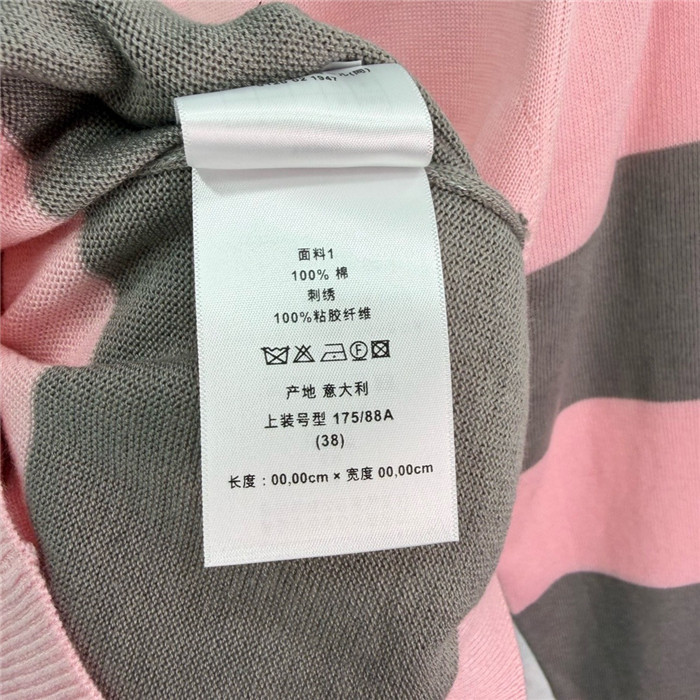 面料1
100% 棉
刺绣
100%粘胶纤维
F
产地 意大利
上装号型 175/88A
(38)
长度：00,00cm × 宽度 00,00cm